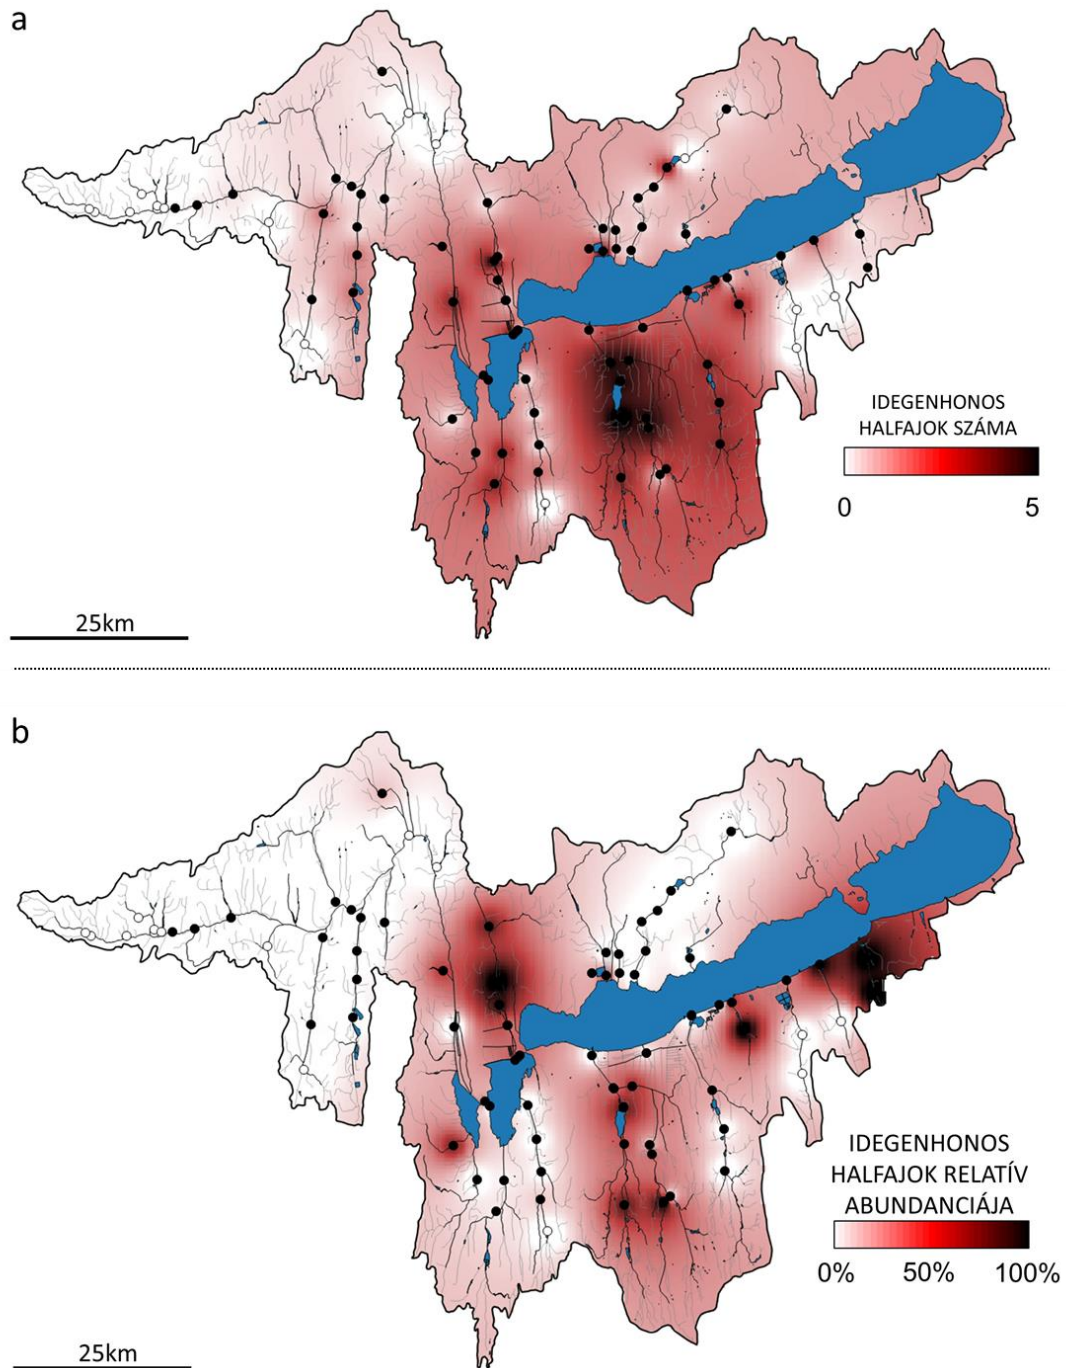 a
IDEGENHONOS
HALFAJOK SZÁMA
0 5
25km
b
IDEGENHONOS
HALFAJOK RELATÍV
ABUNDANCIÁJA
0% 50% 100%
25km